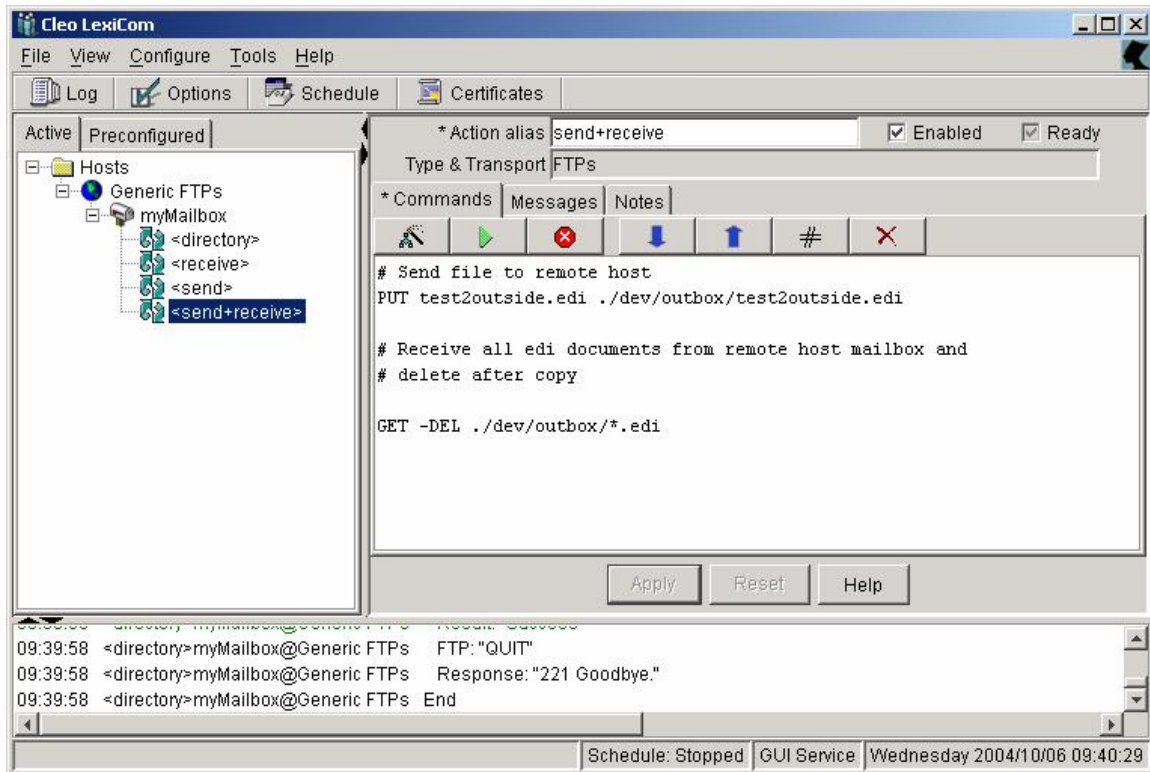 Cleo LexiCom
File View Configure Tools Help
Log Options Schedule Certificates
Active Preconfigured
Hosts
Generic FTPs
myMailbox
<directory>
<receive>
<send>
<send+receive>
* Action alias send+receive Enabled Ready
Type & Transport FTPs
* Commands Messages Notes
#
# Send file to remote host
PUT test2outside.edi ./dev/outbox/test2outside.edi
# Receive all edi documents from remote host mailbox and
# delete after copy
GET -DEL ./dev/outbox/*.edi
Apply Reset Help
09:39:58 <directory>myMailbox@Generic FTPs FTP: "QUIT"
09:39:58 <directory>myMailbox@Generic FTPs Response: "221 Goodbye."
09:39:58 <directory>myMailbox@Generic FTPs End
Schedule: Stopped GUI Service Wednesday 2004/10/06 09:40:29